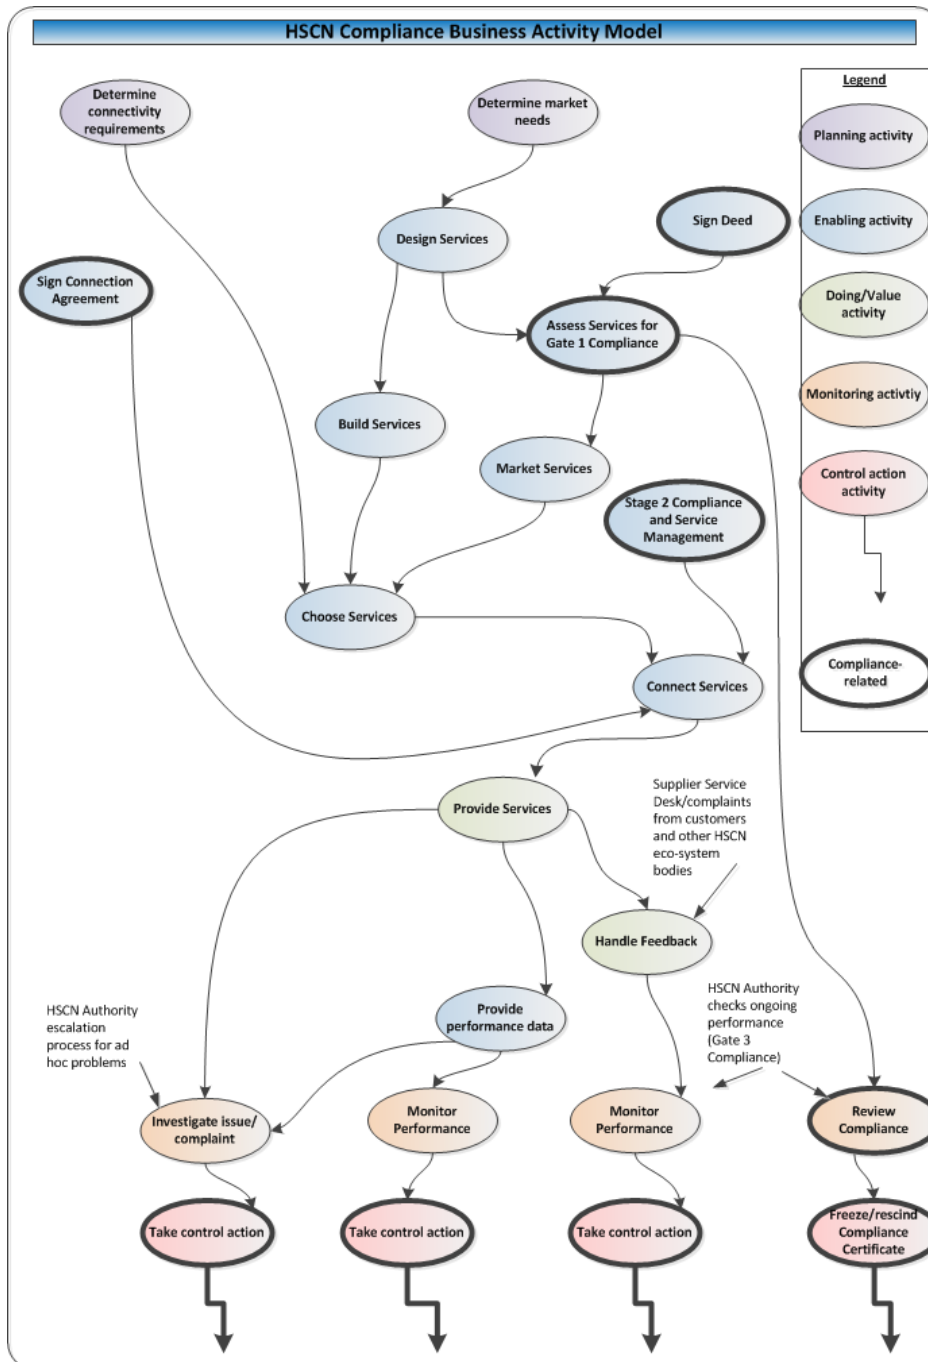 HSCN Compliance Business Activity Model
Determine
connectivity
requirements
Determine market
needs
Legend
Planning activity
Sign Deed
Enabling activity
Design Services
Sign Connection
Agreement
Doing/Value
activity
Assess Services for
Gate 1 Compliance
Monitoring activtiy
Build Services
Market Services
Control action
activity
Stage 2 Compliance
and Service
Management
Choose Services
Compliance-
related
Connect Services
Provide Services
Supplier Service
Desk/complaints
from customers
and other HSCN
eco-system
bodies
Handle Feedback
HSCN Authority
escalation
process for ad
hoc problems
Provide
performance data
HSCN Authority
checks ongoing
performance
(Gate 3
Compliance)
Investigate issue/
complaint
Monitor
Performance
Monitor
Performance
Review
Compliance
Take control action
Take control action
Take control action
Freeze/rescind
Compliance
Certificate